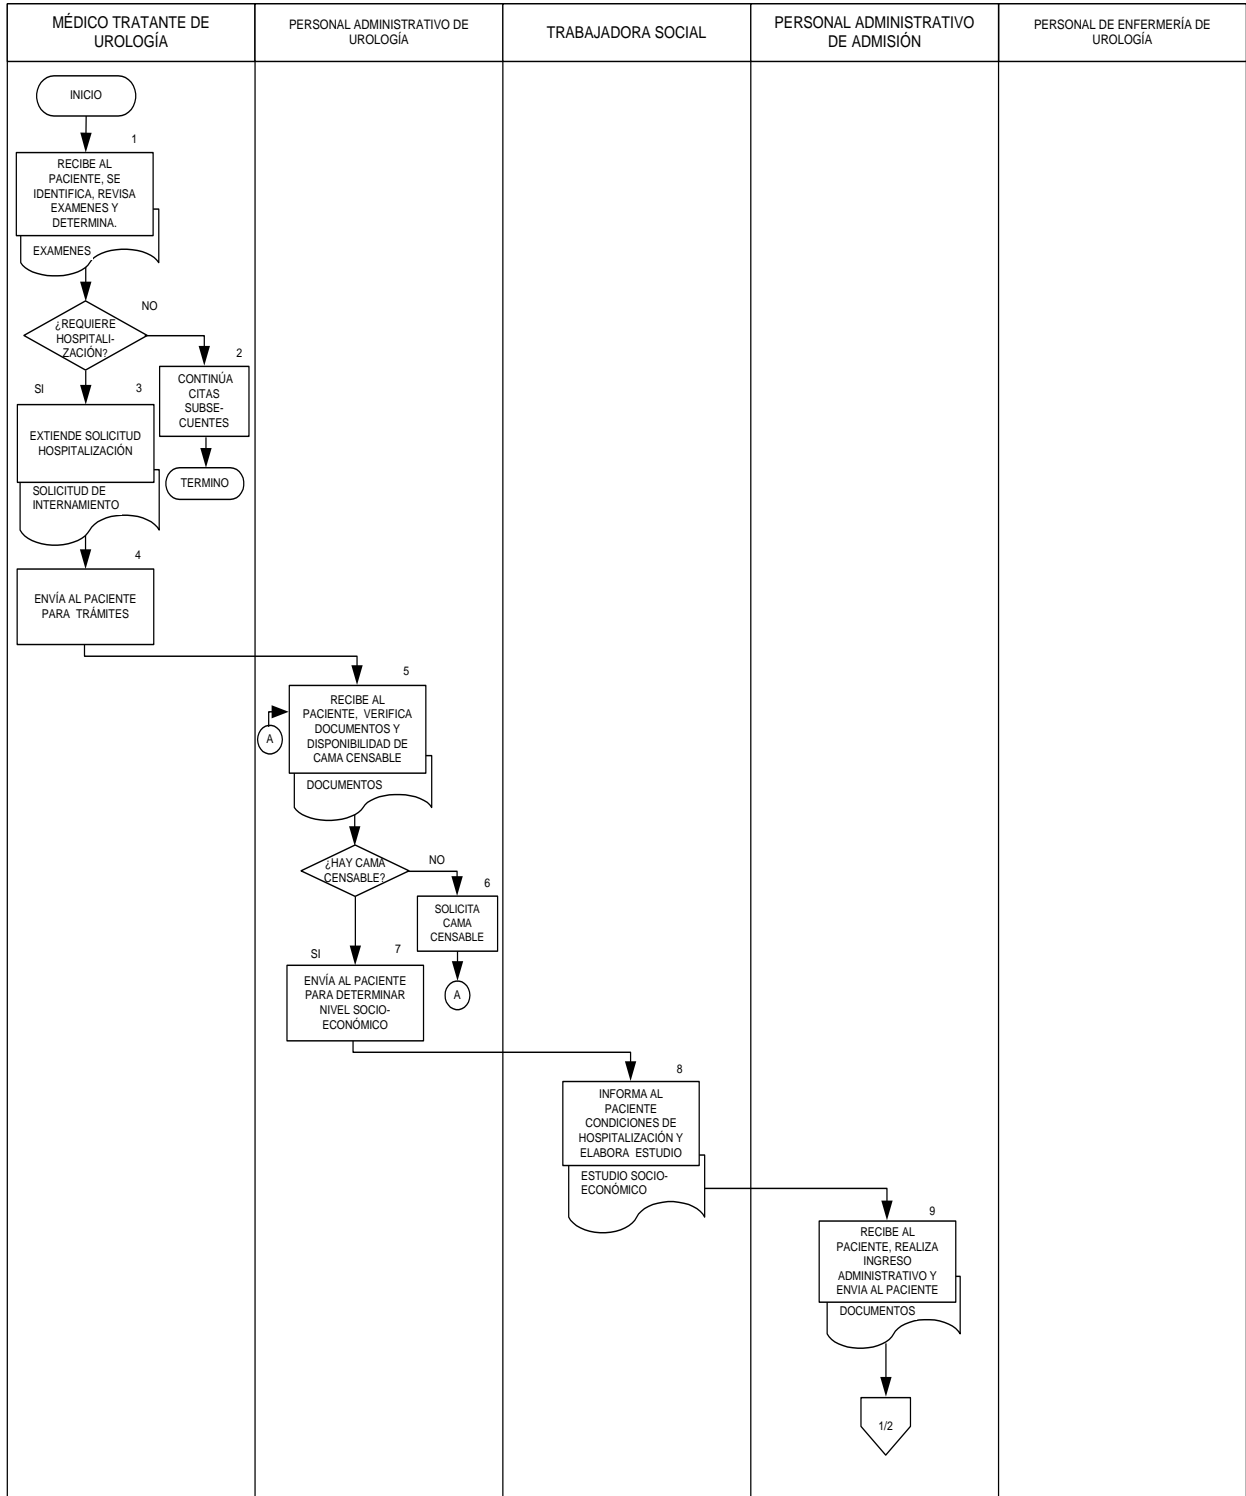 MÉDICO TRATANTE DE
UROLOGÍA
PERSONAL ADMINISTRATIVO DE
UROLOGÍA
TRABAJADORA SOCIAL
PERSONAL ADMINISTRATIVO
DE ADMISIÓN
PERSONAL DE ENFERMERÍA DE
UROLOGÍA
INICIO
1
RECIBE AL
PACIENTE, SE
IDENTIFICA, REVISA
EXAMENES Y
DETERMINA.
EXAMENES
NO
¿REQUIERE
HOSPITALI-
ZACIÓN?
2
CONTINÚA
CITAS
SUBSE-
CUENTES
TERMINO
SI
3
EXTIENDE SOLICITUD
HOSPITALIZACIÓN
SOLICITUD DE
INTERNAMIENTO
4
ENVÍA AL PACIENTE
PARA TRÁMITES
5
RECIBE AL
PACIENTE, VERIFICA
DOCUMENTOS Y
DISPONIBILIDAD DE
CAMA CENSABLE
A
DOCUMENTOS
¿HAY CAMA
CENSABLE?
NO
6
SOLICITA
CAMA
CENSABLE
A
SI
7
ENVÍA AL PACIENTE
PARA DETERMINAR
NIVEL SOCIO-
ECONÓMICO
8
INFORMA AL
PACIENTE
CONDICIONES DE
HOSPITALIZACIÓN Y
ELABORA ESTUDIO
ESTUDIO SOCIO-
ECONÓMICO
9
RECIBE AL
PACIENTE, REALIZA
INGRESO
ADMINISTRATIVO Y
ENVIA AL PACIENTE
DOCUMENTOS
1/2